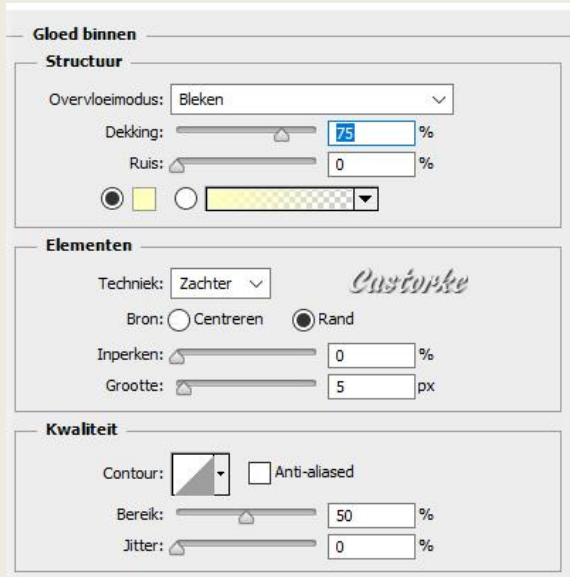 Gloed binnen
Structuur
Overvloeimodus: Bleken
Dekking: 75 %
Ruis: 0 %
Elementen
Techniek: Zachter
Castorke
Bron: Centreren Rand
Inperken: 0 %
Grootte: 5 px
Kwaliteit
Contour: Anti-aliased
Bereik: 50 %
Jitter: 0 %